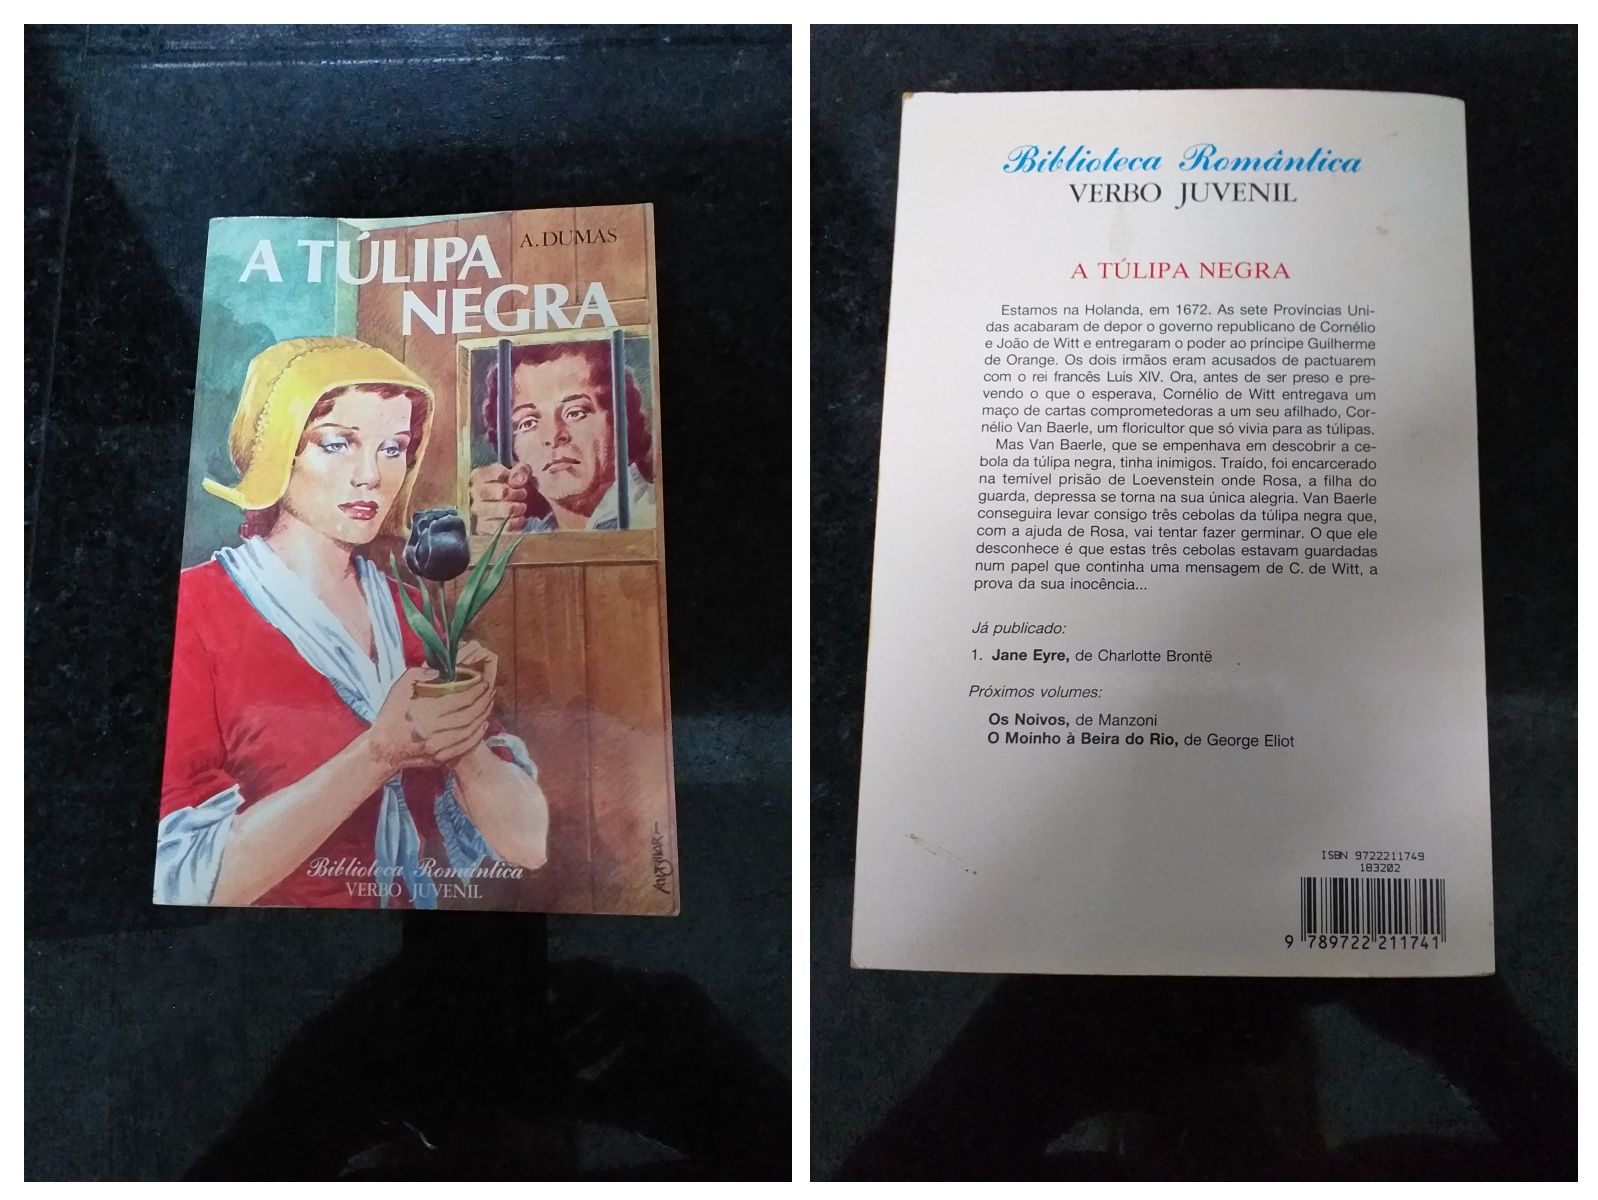 A TÚLIPA
A. DUMAS
NEGRA
Biblioteca Romântica
VERBO JUVENIL
Biblioteca Romântica
VERBO JUVENIL
A TÚLIPA NEGRA
Estamos na Holanda, em 1672. As sete Províncias Uni-
das acabaram de depor o governo republicano de Cornélio
e João de Witt e entregaram o poder ao príncipe Guilherme
de Orange. Os dois irmãos eram acusados de pactuarem
com o rei francês Luís XIV. Ora, antes de ser preso e pre-
vendo o que o esperava, Cornélio de Witt entregava um
maço de cartas comprometedoras a um seu afilhado, Cor-
nélio Van Baerle, um floricultor que só vivia para as túlipas.
Mas Van Baerle, que se empenhava em descobrir a ce-
bola da túlipa negra, tinha inimigos. Traído, foi encarcerado
na temível prisão de Loevenstein onde Rosa, a filha do
guarda, depressa se torna na sua única alegria. Van Baerle
conseguira levar consigo três cebolas da túlipa negra que,
com a ajuda de Rosa, vai tentar fazer germinar. O que ele
desconhece é que estas três cebolas estavam guardadas
num papel que continha uma mensagem de C. de Witt, a
prova da sua inocência...
Já publicado:
1. Jane Eyre, de Charlotte Brontë
Próximos volumes:
Os Noivos, de Manzoni
O Moinho à Beira do Rio, de George Eliot
ISBN 9722211749
183202
9 789722 211741